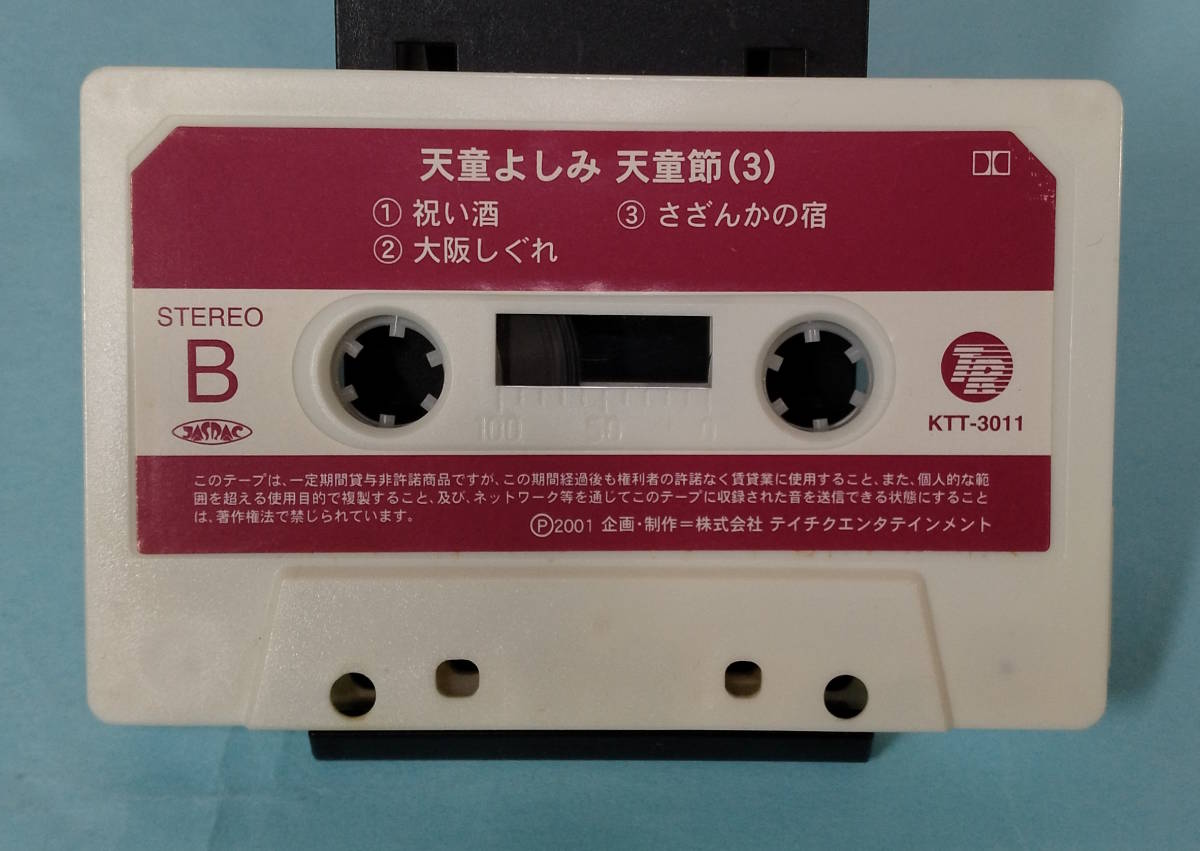 天童よしみ 天童節(3)
① 祝い酒
② 大阪しぐれ
③ さざんかの宿
STEREO
B
JASRAC
KTT-3011
100 50 0
このテープは、一定期間貸与非許諾商品ですが、この期間経過後も権利者の許諾なく賃貸業に使用すること、また、個人的な範
囲を超える使用目的で複製すること、及び、ネットワーク等を通じてこのテープに収録された音を送信できる状態にすること
は、著作権法で禁じられています。
Ⓟ2001 企画・制作=株式会社 テイチクエンタテインメント